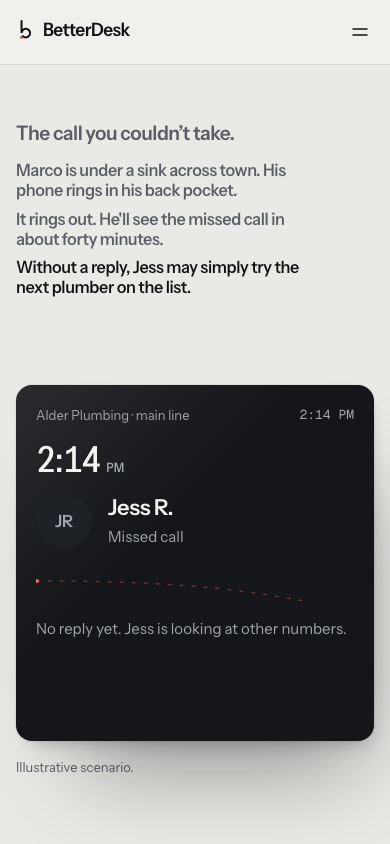 BetterDesk
The call you couldn’t take.
Marco is under a sink across town. His
phone rings in his back pocket.
It rings out. He'll see the missed call in
about forty minutes.
Without a reply, Jess may simply try the
next plumber on the list.
Alder Plumbing · main line
2:14 PM
2:14 PM
JR
Jess R.
Missed call
No reply yet. Jess is looking at other numbers.
Illustrative scenario.